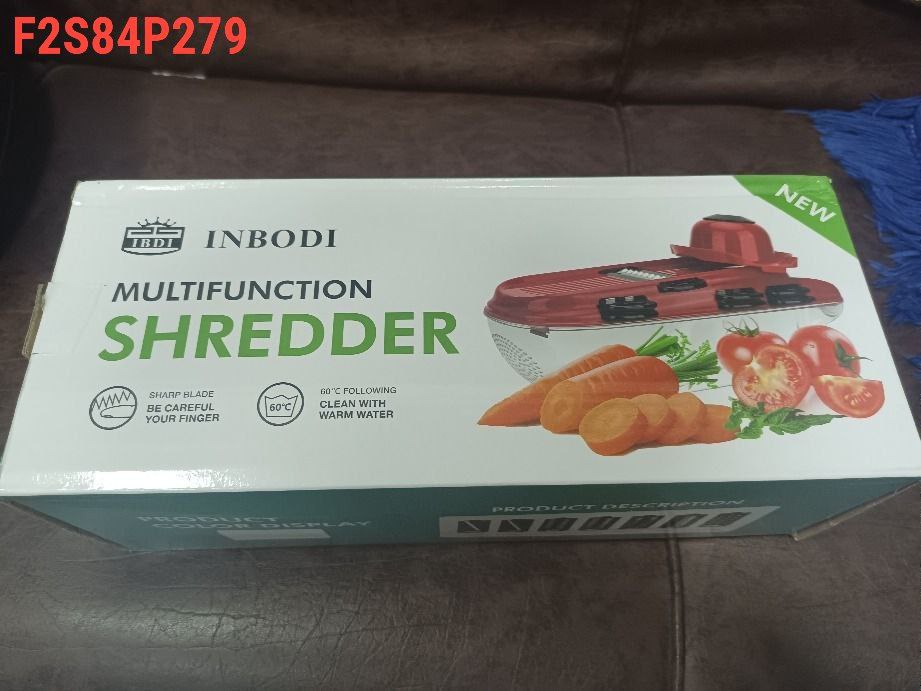 F2S84P279
NEW
IBDI
INBODI
MULTIFUNCTION
SHREDDER
SHARP BLADE
BE CAREFUL
YOUR FINGER
60°C
60°C FOLLOWING
CLEAN WITH
WARM WATER
PRODUCT
COLOR DISPLAY
PRODUCT DESCRIPTION